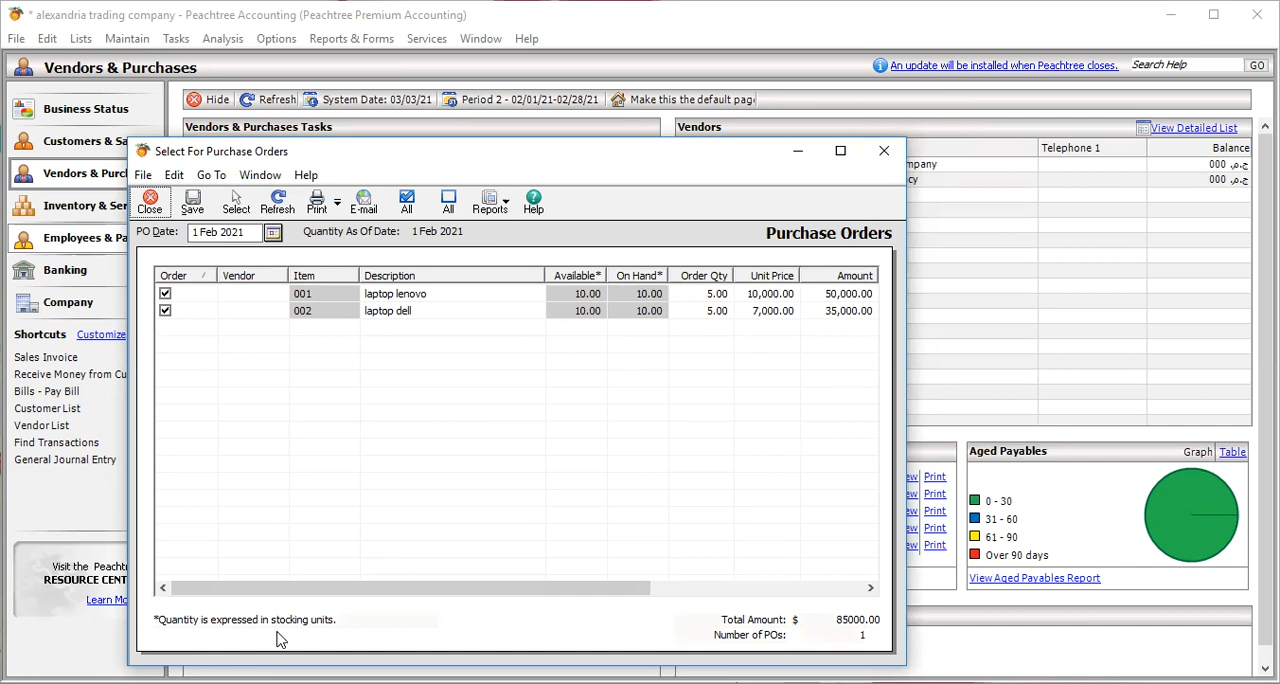 * alexandria trading company - Peachtree Accounting (Peachtree Premium Accounting)
File Edit Lists Maintain Tasks Analysis Options Reports & Forms Services Window Help
Vendors & Purchases
An update will be installed when Peachtree closes. Search Help GO
Hide Refresh System Date: 03/03/21 Period 2 - 02/01/21-02/28/21 Make this the default page
Business Status
Customers & Sa
Vendors & Purch
Inventory & Ser
Employees & Pa
Banking
Company
Shortcuts Customize
Sales Invoice
Receive Money from Cu
Bills - Pay Bill
Customer List
Vendor List
Find Transactions
General Journal Entry
Visit the Peachtr
RESOURCE CENT
Learn Mo
Vendors & Purchases Tasks
Vendors View Detailed List
Telephone 1 Balance
mpany ج.م. 000
cy ج.م. 000
Select For Purchase Orders
File Edit Go To Window Help
Close Save Select Refresh Print E-mail All All Reports Help
PO Date: 1 Feb 2021 Quantity As Of Date: 1 Feb 2021 Purchase Orders
Order / Vendor Item Description Available* On Hand* Order Qty Unit Price Amount
001 laptop lenovo 10.00 10.00 5.00 10,000.00 50,000.00
002 laptop dell 10.00 10.00 5.00 7,000.00 35,000.00
*Quantity is expressed in stocking units.
Total Amount: $ 85000.00
Number of POs: 1
ew Print
ew Print
ew Print
ew Print
ew Print
Aged Payables Graph Table
0 - 30
31 - 60
61 - 90
Over 90 days
View Aged Payables Report